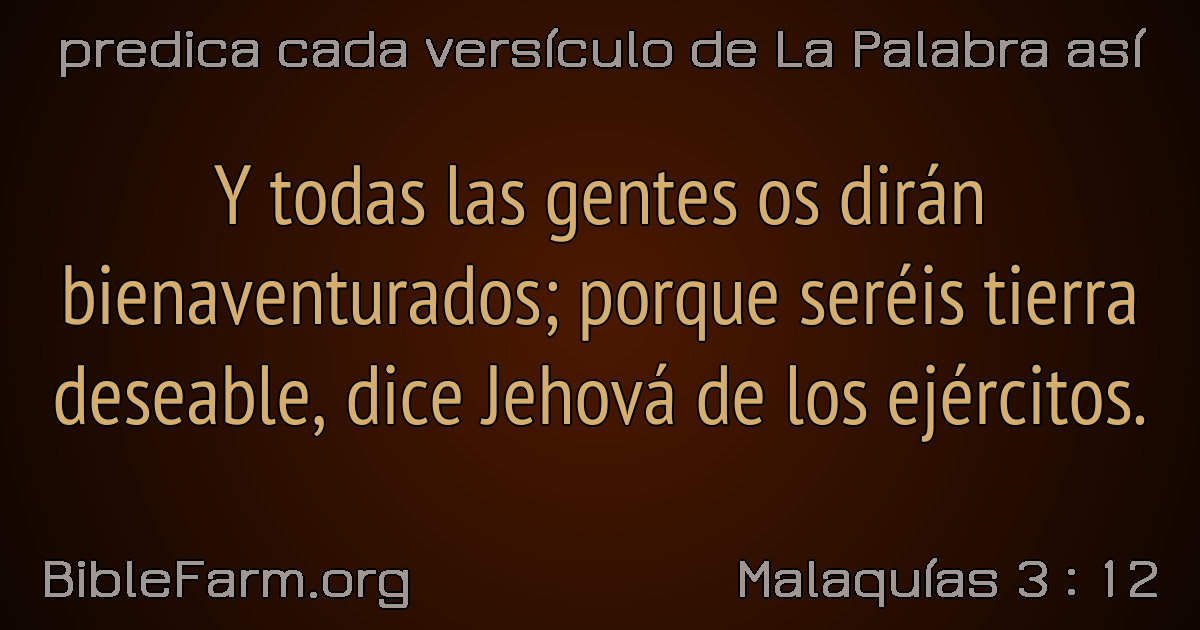 predica cada versículo de La Palabra así
Y todas las gentes os dirán
bienaventurados; porque seréis tierra
deseable, dice Jehová de los ejércitos.
BibleFarm.org
Malaquías 3 : 12